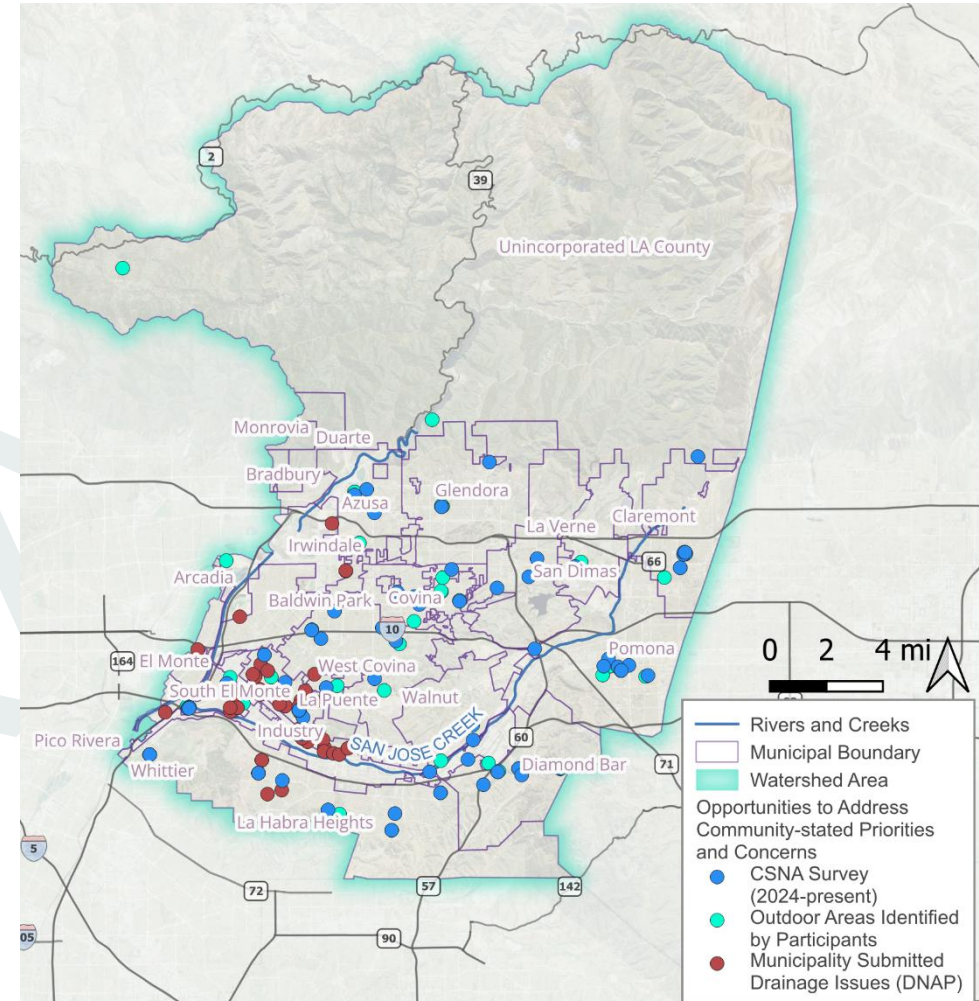 2
39
Unincorporated LA County
Monrovia
Duarte
Bradbury
Azusa
Glendora
La Verne
Claremont
Irwindale
66
San Dimas
Arcadia
Baldwin Park
Covina
10
164
El Monte
West Covina
Pomona
0 2 4 mi
South El Monte
La Puente
Walnut
Industry
SAN JOSE CREEK
60
Pico Rivera
Whittier
Diamond Bar
71
La Habra Heights
5
72
57
142
90
05
Rivers and Creeks
Municipal Boundary
Watershed Area
Opportunities to Address
Community-stated Priorities
and Concerns
CSNA Survey
(2024-present)
Outdoor Areas Identified
by Participants
Municipality Submitted
Drainage Issues (DNAP)